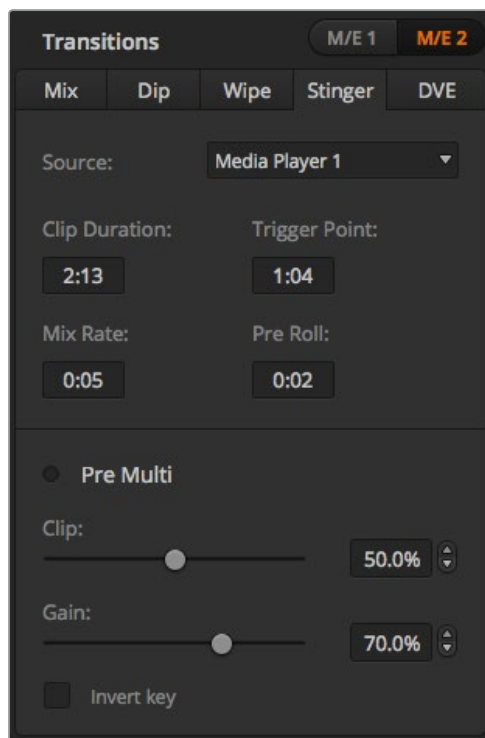 Transitions M/E 1 M/E 2
Mix Dip Wipe Stinger DVE
Source: Media Player 1
Clip Duration: Trigger Point:
2:13 1:04
Mix Rate: Pre Roll:
0:05 0:02
Pre Multi
Clip:
50.0%
Gain:
70.0%
Invert key